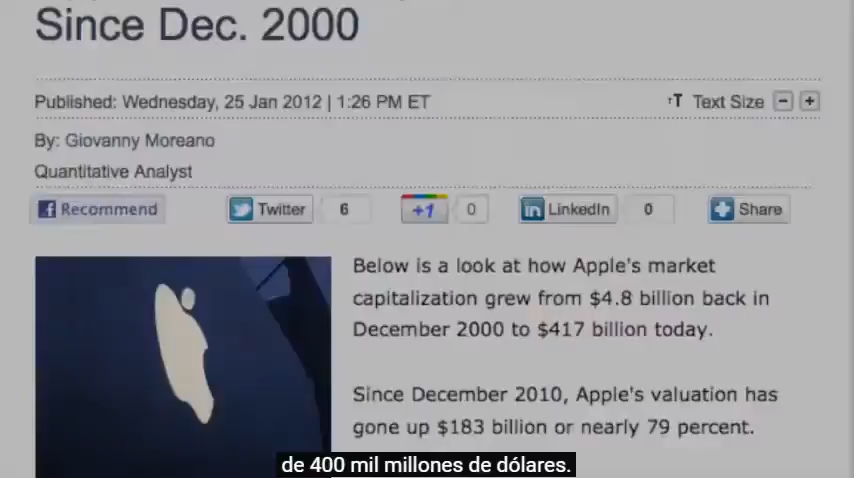 Since Dec. 2000
Published: Wednesday, 25 Jan 2012 | 1:26 PM ET
TT Text Size - +
By: Giovanny Moreano
Quantitative Analyst
f Recommend
Twitter 6
+1 0
in LinkedIn 0
+ Share
Below is a look at how Apple's market
capitalization grew from $4.8 billion back in
December 2000 to $417 billion today.
Since December 2010, Apple's valuation has
gone up $183 billion or nearly 79 percent.
de 400 mil millones de dólares.